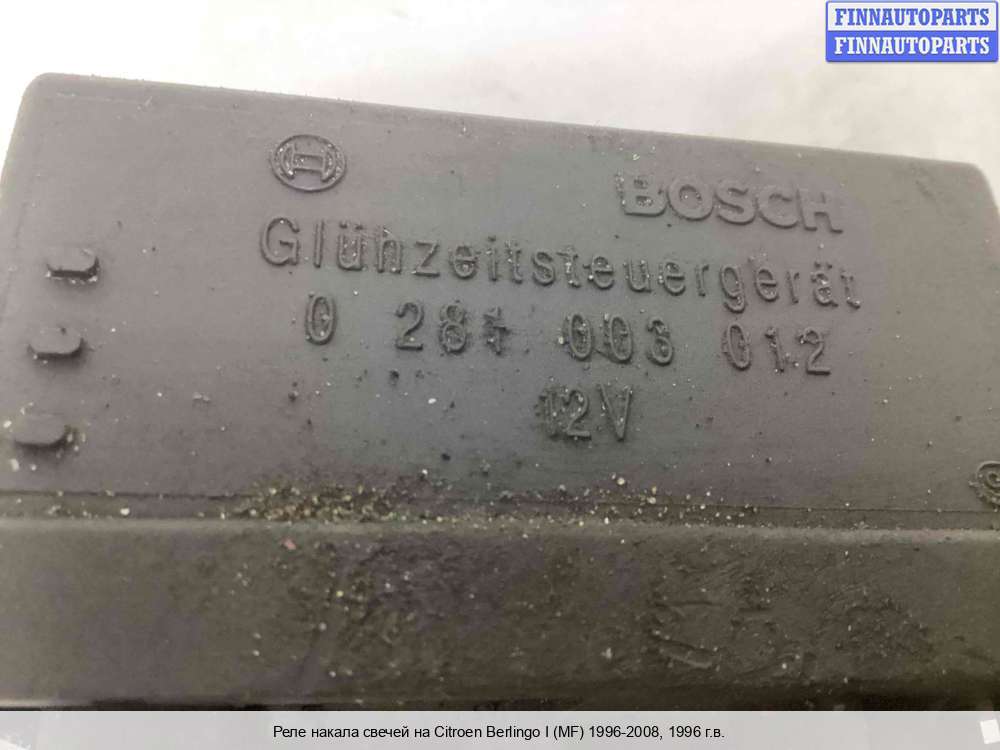 FINNAUTOPARTS
FINNAUTOPARTS
BOSCH
Glühzeitsteuergerät
0 281 003 012
12V
Реле накала свечей на Citroen Berlingo I (MF) 1996-2008, 1996 г.в.